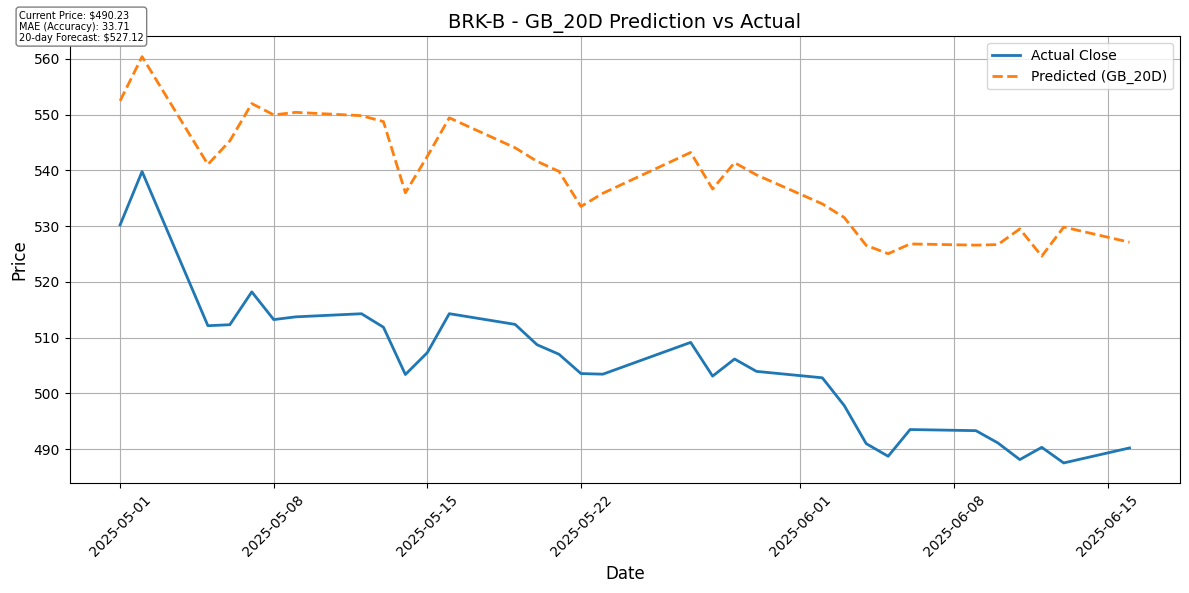 BRK-B - GB_20D Prediction vs Actual
Current Price: $490.23
MAE (Accuracy): 33.71
20-day Forecast: $527.12
Actual Close
Predicted (GB_20D)
Price
560
550
540
530
520
510
500
490
2025-05-01
2025-05-08
2025-05-15
2025-05-22
2025-06-01
2025-06-08
2025-06-15
Date